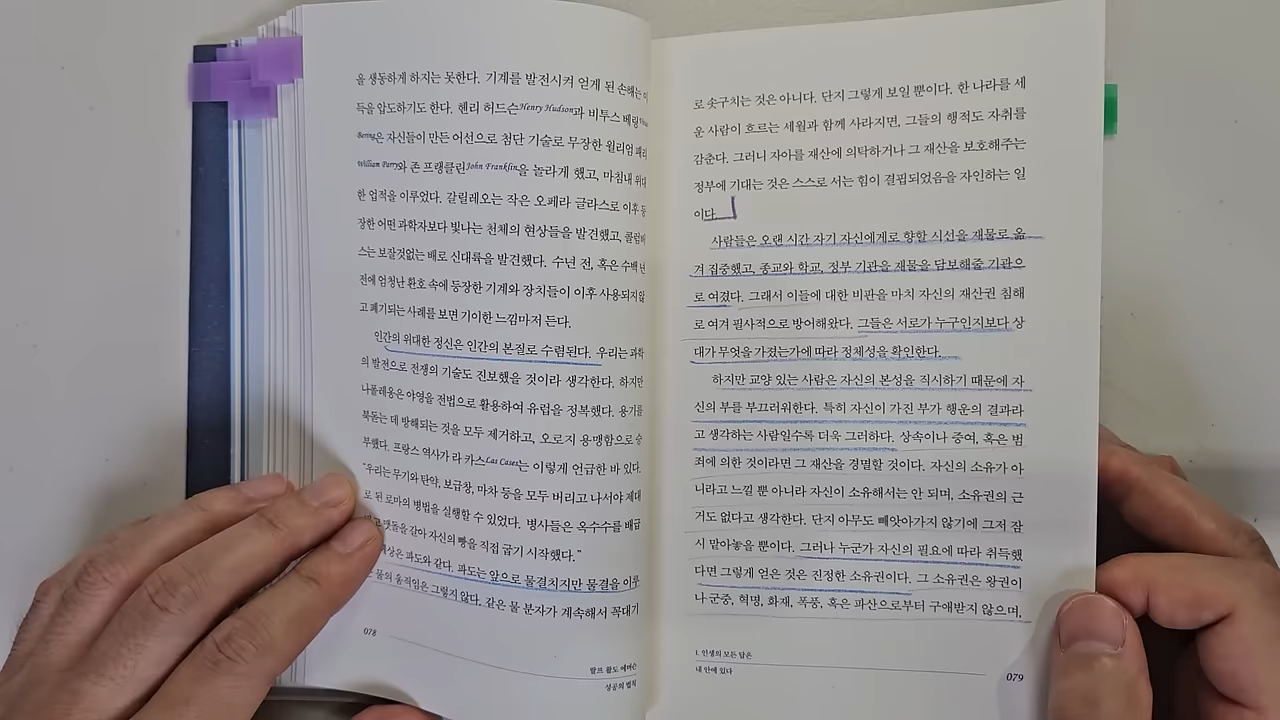 을 생동하게 하지는 못한다. 기계를 발전시켜 얻게 된 손해는 이
득을 압도하기도 한다. 헨리 허드슨Henry Hudson과 비투스 베링
Bering은 자신들이 만든 어선으로 첨단 기술로 무장한 윌리엄 패리
William Parry와 존 프랭클린John Franklin을 놀라게 했고, 마침내 위대
한 업적을 이루었다. 갈릴레오는 작은 오페라 글라스로 이후 등
장한 어떤 과학자보다 빛나는 천체의 현상들을 발견했고, 콜럼버
스는 보잘것없는 배로 신대륙을 발견했다. 수년 전, 혹은 수백 년
전에 엄청난 환호 속에 등장한 기계와 장치들이 이후 사용되지 않
고 폐기되는 사례를 보면 기이한 느낌마저 든다.
인간의 위대한 정신은 인간의 본질로 수렴된다. 우리는 과학
의 발전으로 전쟁의 기술도 진보했을 것이라 생각한다. 하지만
나폴레옹은 야영을 전법으로 활용하여 유럽을 정복했다. 용기를
북돋는 데 방해되는 것을 모두 제거하고, 오로지 용맹함으로 승
부했다. 프랑스 역사가 라 카스Las Cases는 이렇게 언급한 바 있다.
“우리는 무기와 탄약, 보급창, 마차 등을 모두 버리고 나서야 제대
로 된 로마의 병법을 실행할 수 있었다. 병사들은 옥수수를 배급
맷돌을 갈아 자신의 빵을 직접 굽기 시작했다.”
파도와 같다. 파도는 앞으로 물결치지만 물결을 이루
물의 움직임은 그렇지 않다. 같은 물 분자가 계속해서 꼭대기
078
랄프 왈도 에머슨
성공의 법칙
로 솟구치는 것은 아니다. 단지 그렇게 보일 뿐이다. 한 나라를 세
운 사람이 흐르는 세월과 함께 사라지면, 그들의 행적도 자취를
감춘다. 그러니 자아를 재산에 의탁하거나 그 재산을 보호해주는
정부에 기대는 것은 스스로 서는 힘이 결핍되었음을 자인하는 일
이다.
사람들은 오랜 시간 자기 자신에게로 향할 시선을 재물로 옮
겨 집중했고, 종교와 학교, 정부 기관을 재물을 담보해줄 기관으
로 여겼다. 그래서 이들에 대한 비관을 마치 자신의 재산권 침해
로 여겨 필사적으로 방어해왔다. 그들은 서로가 누구인지보다 상
대가 무엇을 가졌는가에 따라 정체성을 확인한다.
하지만 교양 있는 사람은 자신의 본성을 직시하기 때문에 자
신의 부를 부끄러워한다. 특히 자신이 가진 부가 행운의 결과라
고 생각하는 사람일수록 더욱 그러하다. 상속이나 증여, 혹은 범
죄에 의한 것이라면 그 재산을 경멸할 것이다. 자신의 소유가 아
니라고 느낄 뿐 아니라 자신이 소유해서는 안 되며, 소유권의 근
거도 없다고 생각한다. 단지 아무도 빼앗아가지 않기에 그저 잠
시 맡아놓을 뿐이다. 그러나 누군가 자신의 필요에 따라 취득했
다면 그렇게 얻은 것은 진정한 소유권이다. 그 소유권은 왕권이
나 군중, 혁명, 화재, 폭풍, 혹은 파산으로부터 구애받지 않으며,
I. 인생의 모든 답은
내 안에 있다
079